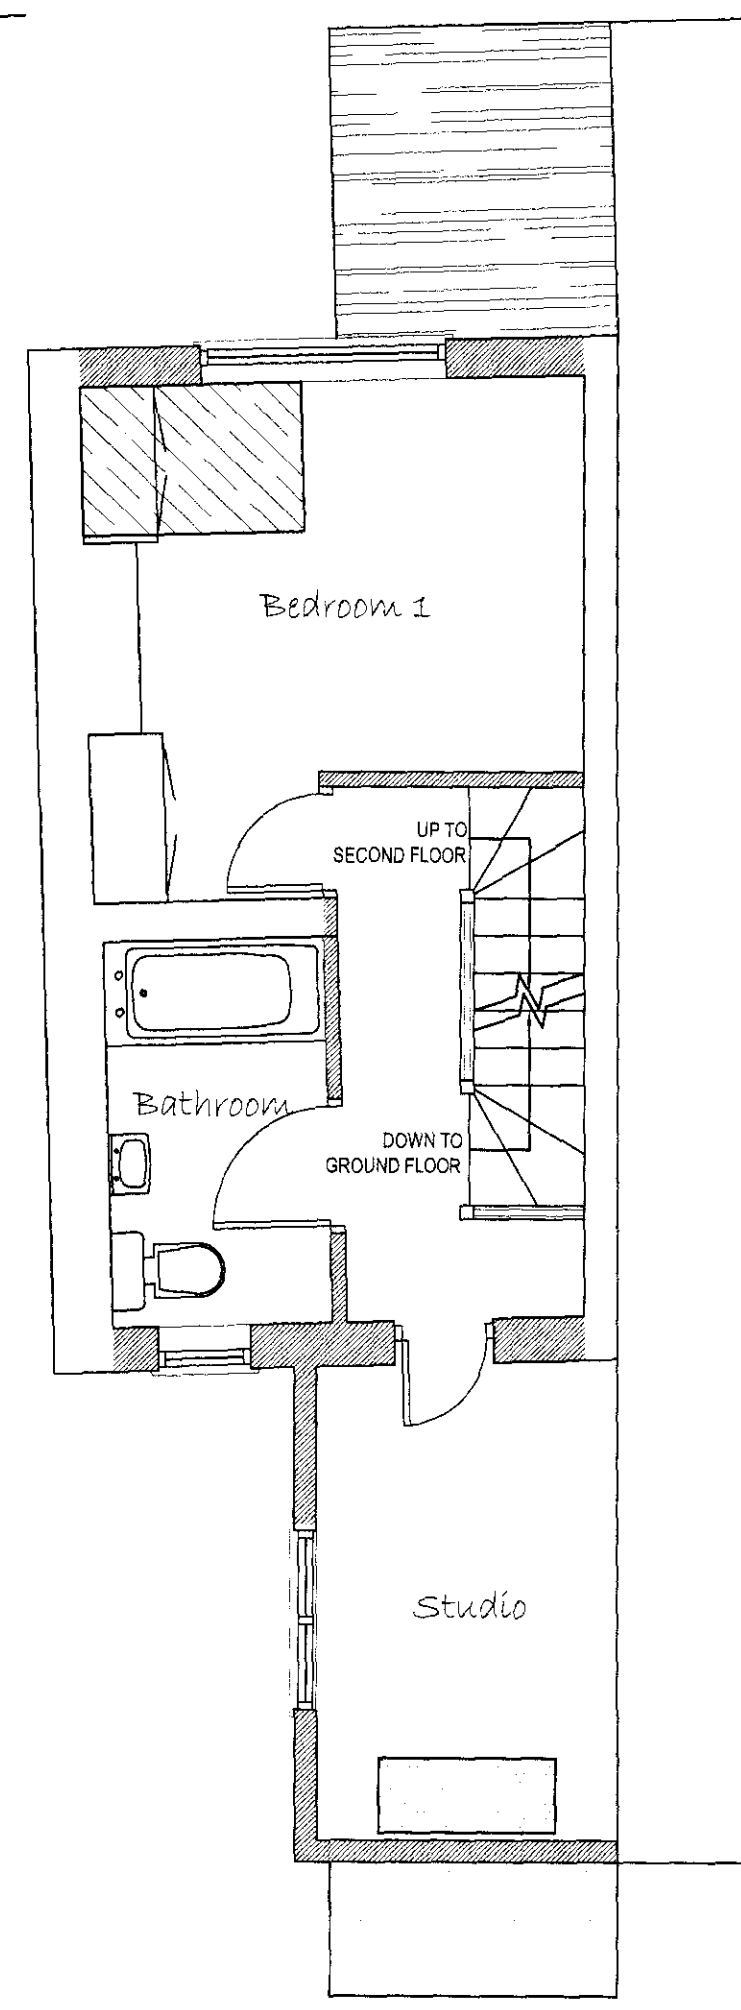 Bedroom 1
UP TO
SECOND FLOOR
Bathroom
DOWN TO
GROUND FLOOR
Studio